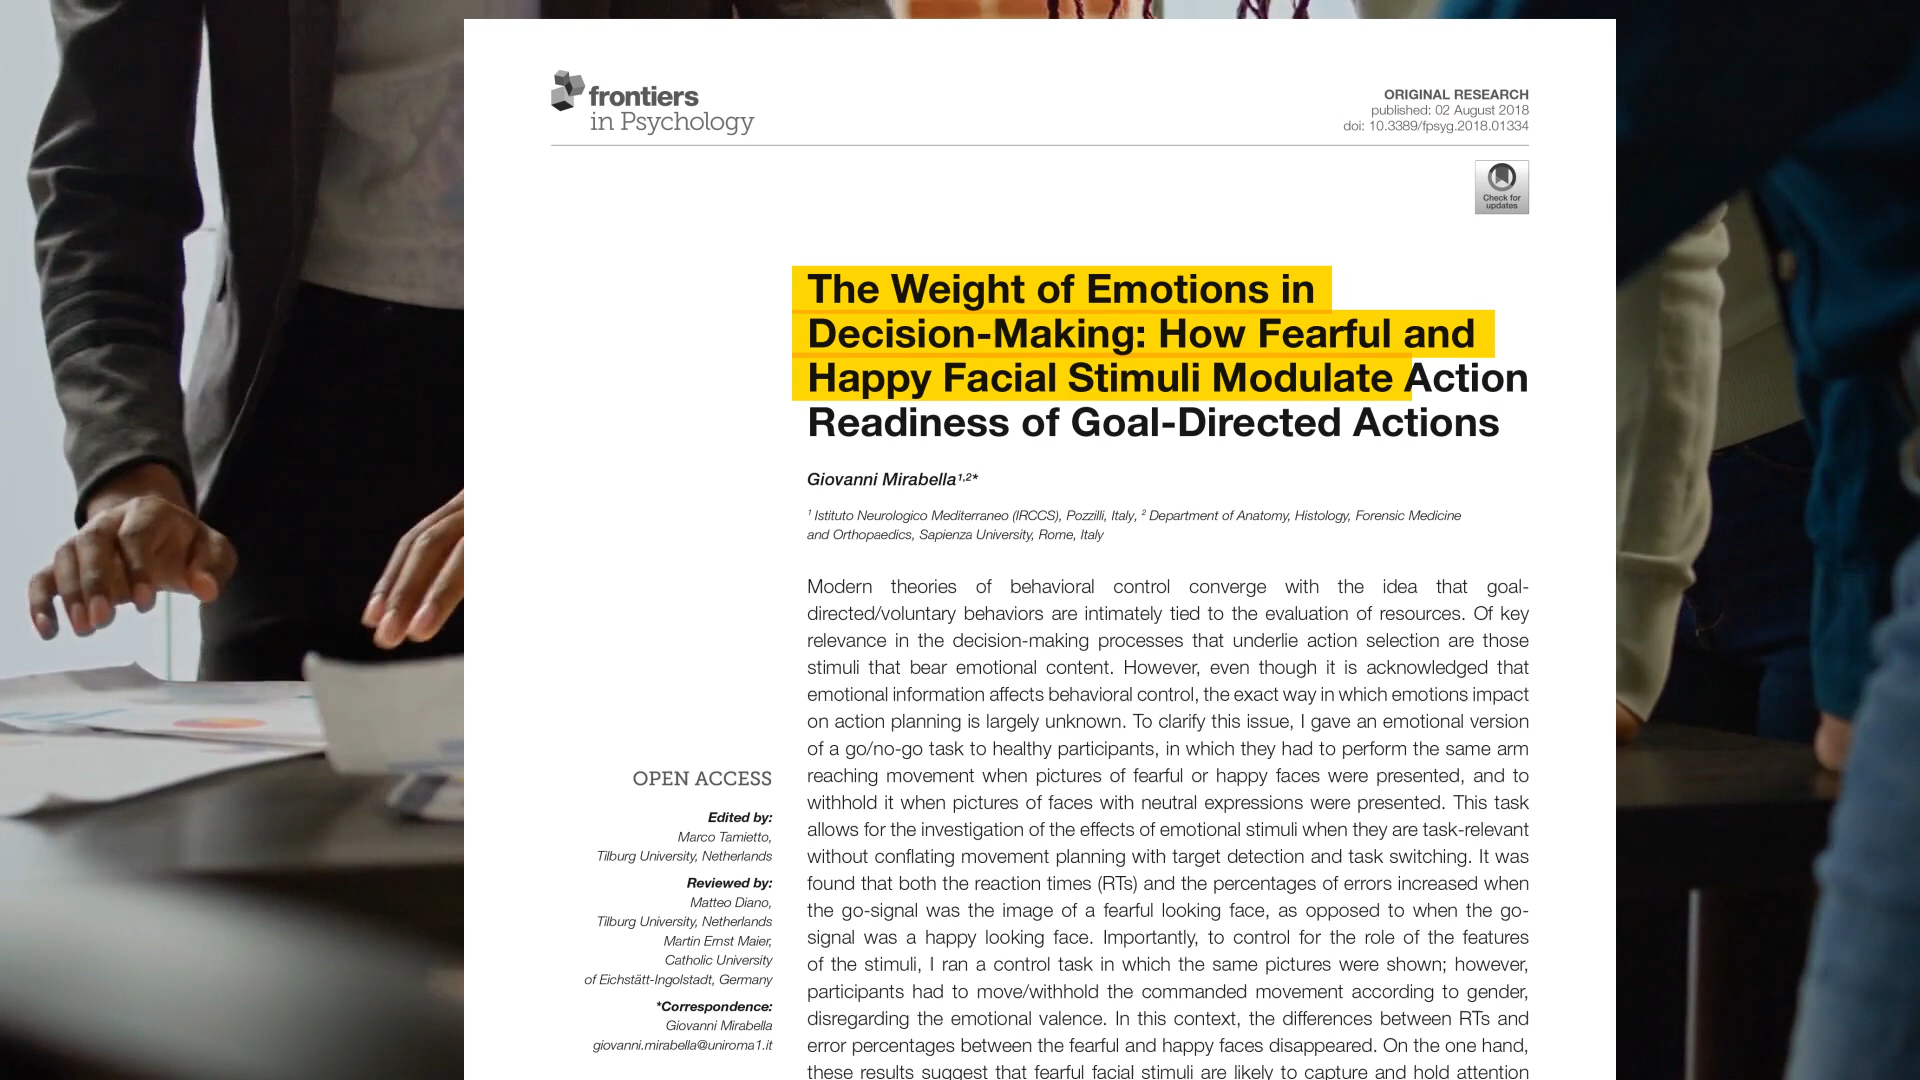 frontiers
in Psychology
ORIGINAL RESEARCH
published: 02 August 2018
doi: 10.3389/fpsyg.2018.01334
Check for
updates
The Weight of Emotions in
Decision-Making: How Fearful and
Happy Facial Stimuli Modulate Action
Readiness of Goal-Directed Actions
Giovanni Mirabella1,2*
1 Istituto Neurologico Mediterraneo (IRCCS), Pozzilli, Italy, 2 Department of Anatomy, Histology, Forensic Medicine
and Orthopaedics, Sapienza University, Rome, Italy
Modern theories of behavioral control converge with the idea that goal-
directed/voluntary behaviors are intimately tied to the evaluation of resources. Of key
relevance in the decision-making processes that underlie action selection are those
stimuli that bear emotional content. However, even though it is acknowledged that
emotional information affects behavioral control, the exact way in which emotions impact
on action planning is largely unknown. To clarify this issue, I gave an emotional version
of a go/no-go task to healthy participants, in which they had to perform the same arm
reaching movement when pictures of fearful or happy faces were presented, and to
withhold it when pictures of faces with neutral expressions were presented. This task
allows for the investigation of the effects of emotional stimuli when they are task-relevant
without conflating movement planning with target detection and task switching. It was
found that both the reaction times (RTs) and the percentages of errors increased when
the go-signal was the image of a fearful looking face, as opposed to when the go-
signal was a happy looking face. Importantly, to control for the role of the features
of the stimuli, I ran a control task in which the same pictures were shown; however,
participants had to move/withhold the commanded movement according to gender,
disregarding the emotional valence. In this context, the differences between RTs and
error percentages between the fearful and happy faces disappeared. On the one hand,
these results suggest that fearful facial stimuli are likely to capture and hold attention
OPEN ACCESS
Edited by:
Marco Tamietto,
Tilburg University, Netherlands
Reviewed by:
Matteo Diano,
Tilburg University, Netherlands
Martin Ernst Maier,
Catholic University
of Eichstätt-Ingolstadt, Germany
*Correspondence:
Giovanni Mirabella
giovanni.mirabella@uniroma1.it